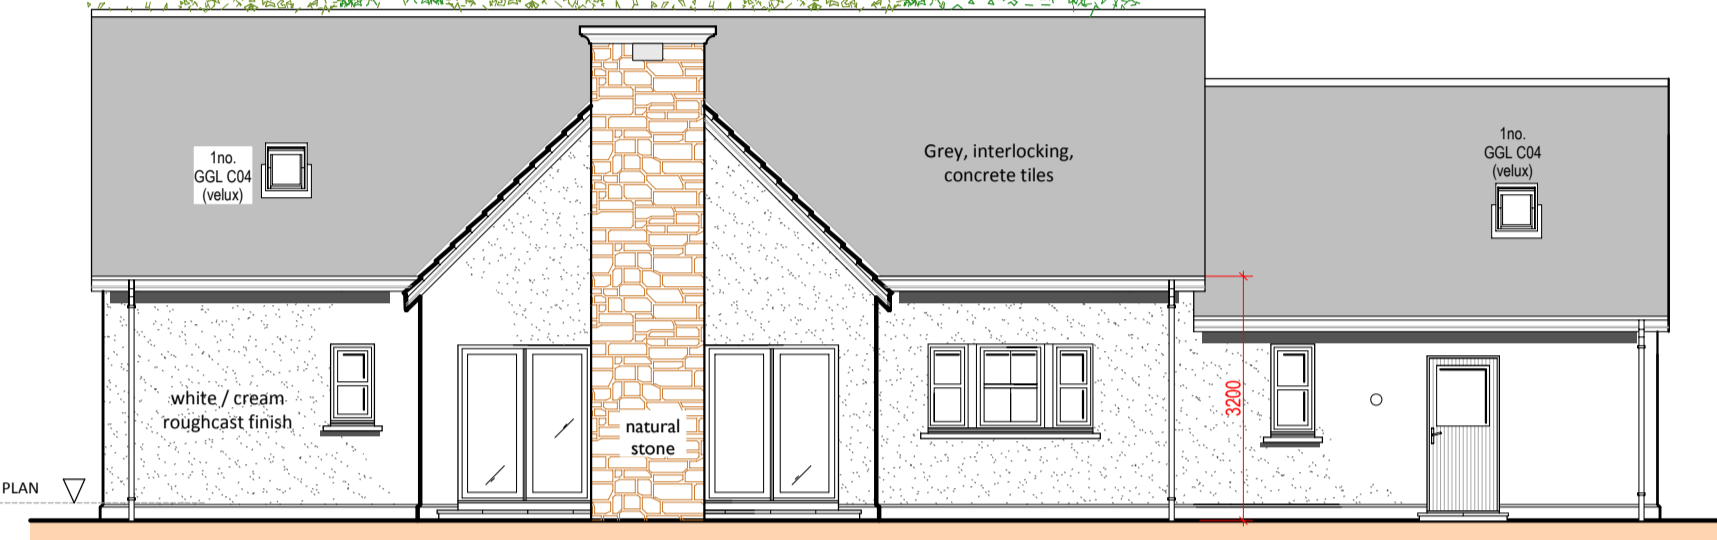 1no.
GGL C04
(velux)
Grey, interlocking,
concrete tiles
1no.
GGL C04
(velux)
white / cream
roughcast finish
natural
stone
3200
PLAN